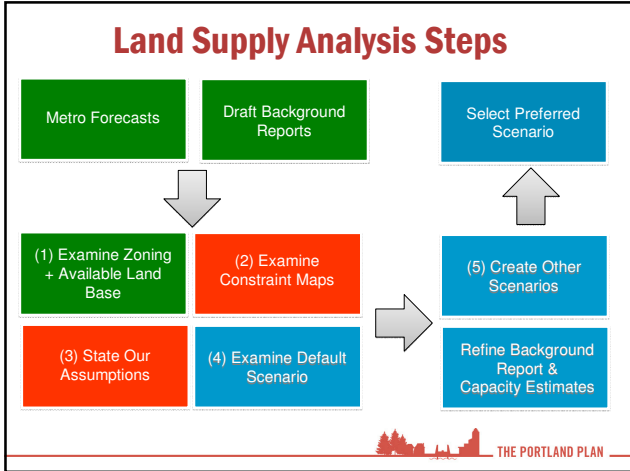 Land Supply Analysis Steps
Metro Forecasts
Draft Background
Reports
Select Preferred
Scenario
(1) Examine Zoning
+ Available Land
Base
(2) Examine
Constraint Maps
(3) State Our
Assumptions
(4) Examine Default
Scenario
(5) Create Other
Scenarios
Refine Background
Report &
Capacity Estimates
THE PORTLAND PLAN